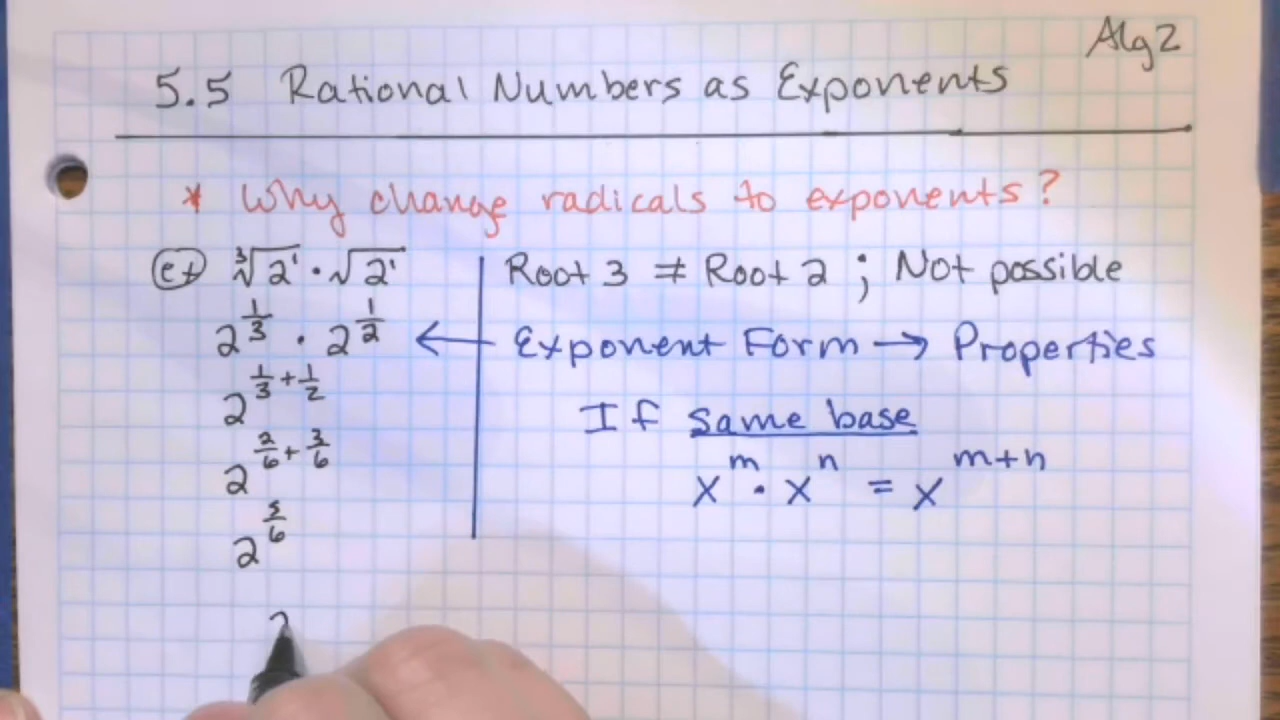 Alg 2
5.5 Rational Numbers as Exponents
* Why change radicals to exponents?
ex ∛2¹ · √2¹ Root 3 ≠ Root 2 ; Not possible
2^(1/3) · 2^(1/2) ← Exponent Form → Properties
2^(1/3 + 1/2)
If same base
2^(2/6 + 3/6)
x^m · x^n = x^(m+n)
2^(5/6)
2